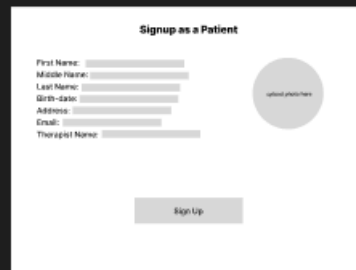 Signup as a Patient
First Name:
Middle Name:
Last Name:
Birth-date:
Address:
Email:
Therapist Name:
upload photo here
Sign Up